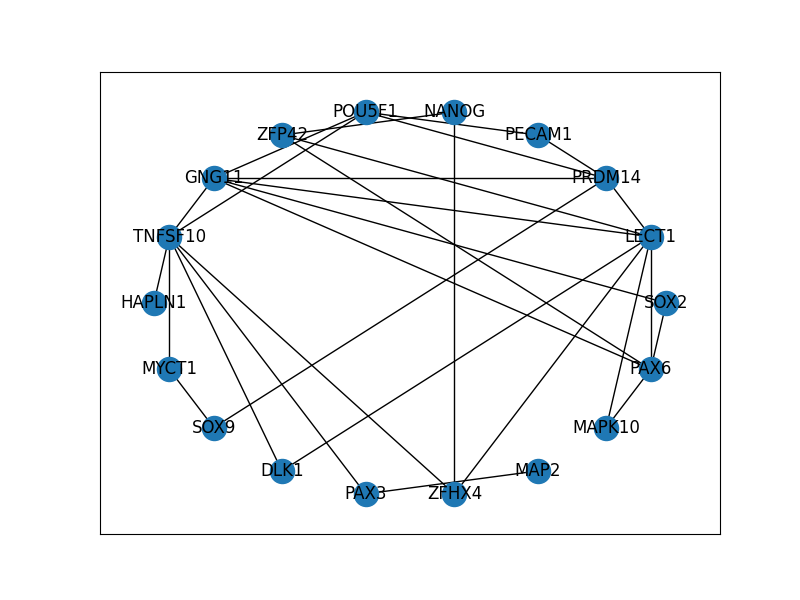 POU5F1 NANOG
ZFP42 PECAM1
GNG11 PRDM14
TNFSF10 LECT1
HAPLN1 SOX2
MYCT1 PAX6
SOX9 MAPK10
DLK1 MAP2
PAX3 ZFHX4